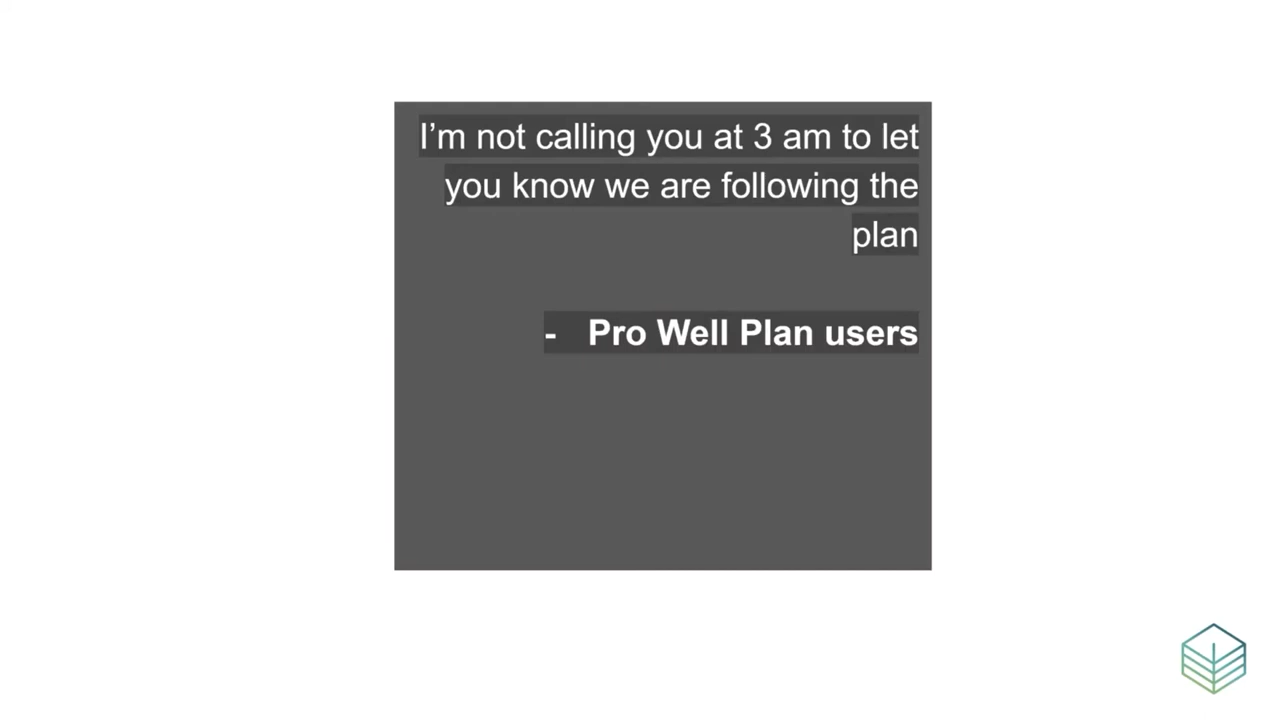 I’m not calling you at 3 am to let
you know we are following the
plan
- Pro Well Plan users